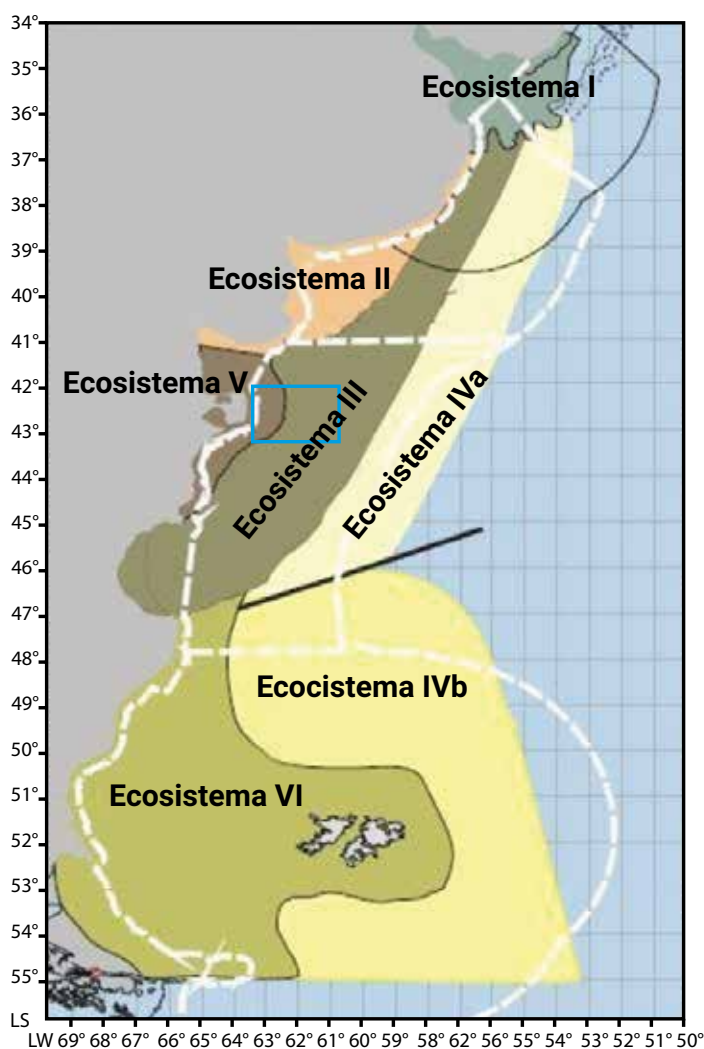 34°
35°
Ecosistema I
36°
37°
38°
39°
Ecosistema II
40°
41°
42°
Ecosistema V
43°
Ecosistema III
Ecosistema IVa
44°
45°
46°
47°
48°
Ecocistema IVb
49°
50°
51°
Ecosistema VI
52°
53°
54°
55°
LS
LW 69° 68° 67° 66° 65° 64° 63° 62° 61° 60° 59° 58° 62° 56° 55° 54° 53° 52° 51° 50°